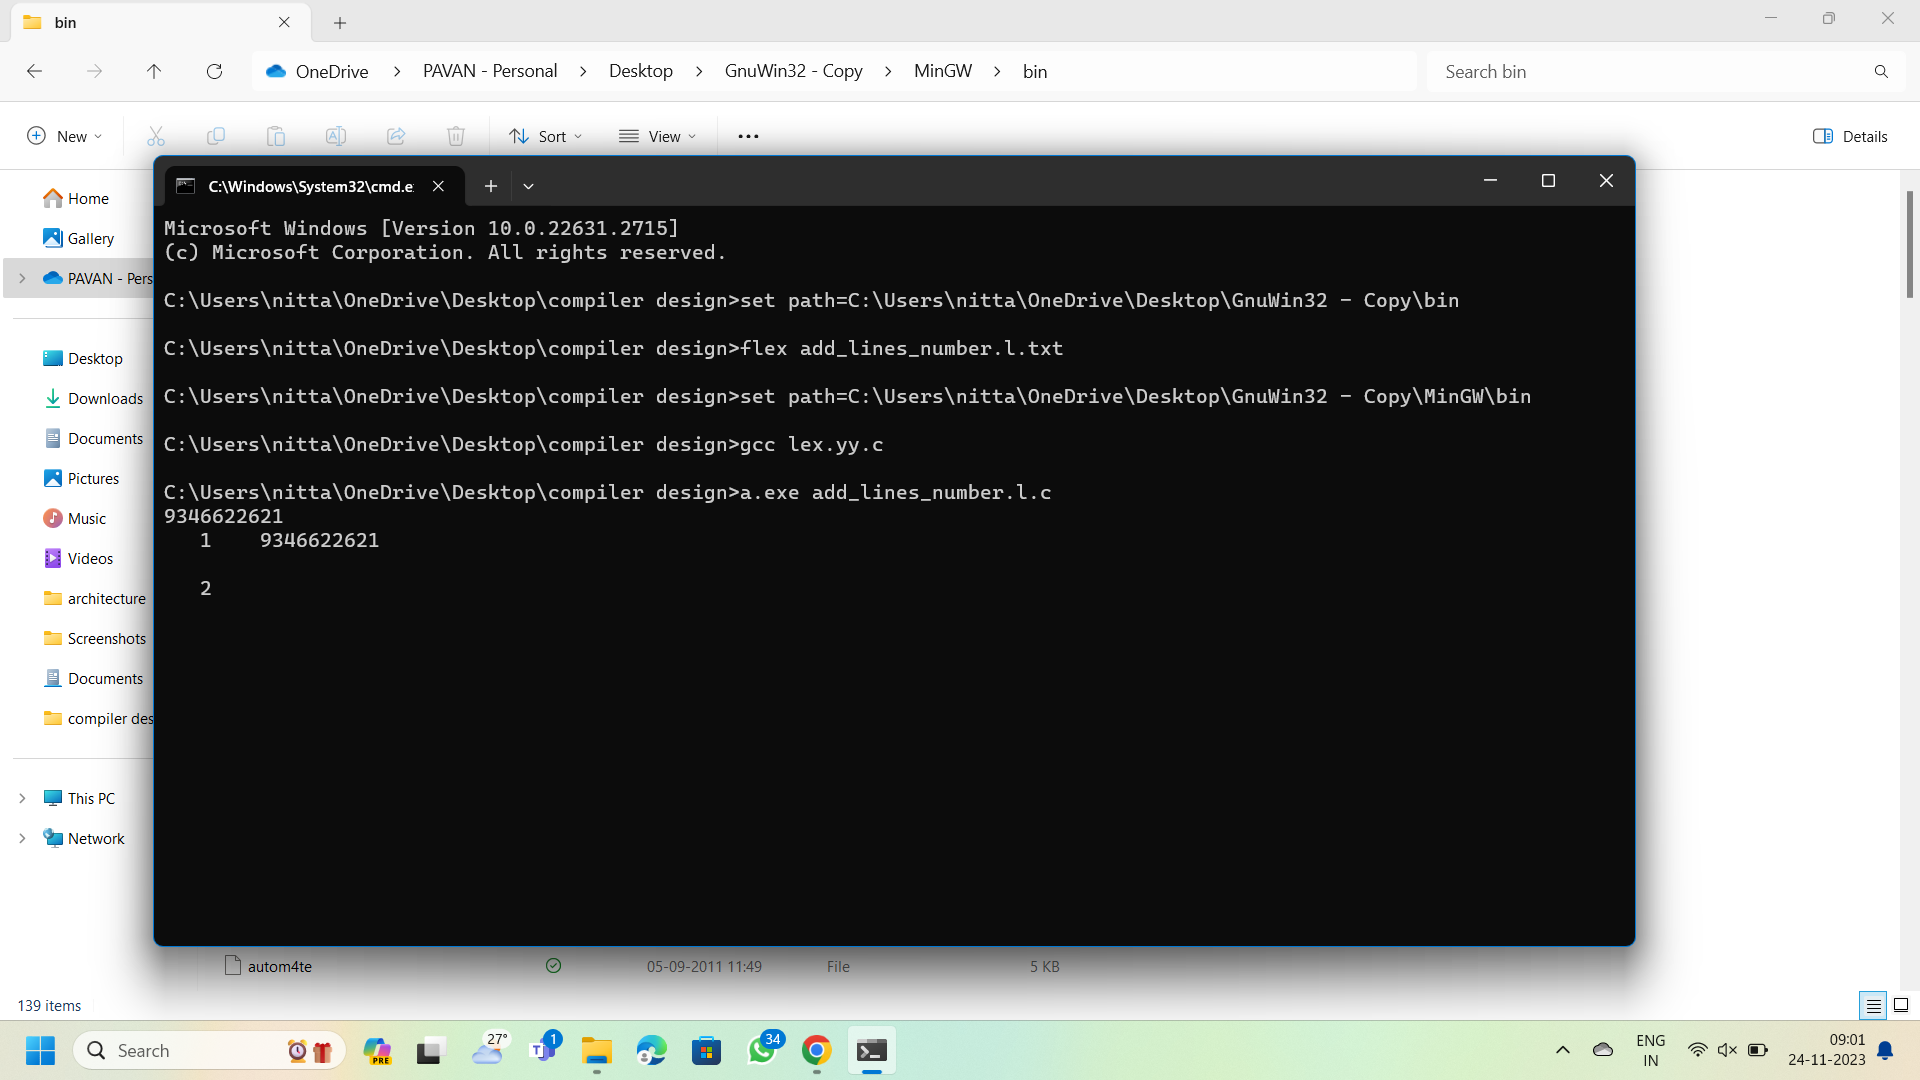 bin
OneDrive > PAVAN - Personal > Desktop > GnuWin32 - Copy > MinGW > bin
Search bin
New
Sort
View
Details
C:\Windows\System32\cmd.e
Home
Gallery
PAVAN - Pers
Desktop
Downloads
Documents
Pictures
Music
Videos
architecture
Screenshots
Documents
compiler des
This PC
Network
Microsoft Windows [Version 10.0.22631.2715]
(c) Microsoft Corporation. All rights reserved.
C:\Users\nitta\OneDrive\Desktop\compiler design>set path=C:\Users\nitta\OneDrive\Desktop\GnuWin32 - Copy\bin
C:\Users\nitta\OneDrive\Desktop\compiler design>flex add_lines_number.l.txt
C:\Users\nitta\OneDrive\Desktop\compiler design>set path=C:\Users\nitta\OneDrive\Desktop\GnuWin32 - Copy\MinGW\bin
C:\Users\nitta\OneDrive\Desktop\compiler design>gcc lex.yy.c
C:\Users\nitta\OneDrive\Desktop\compiler design>a.exe add_lines_number.l.c
9346622621
1    9346622621
2
autom4te 05-09-2011 11:49 File 5 KB
139 items
Search
PRE
27°
1
34
ENG
IN
09:01
24-11-2023